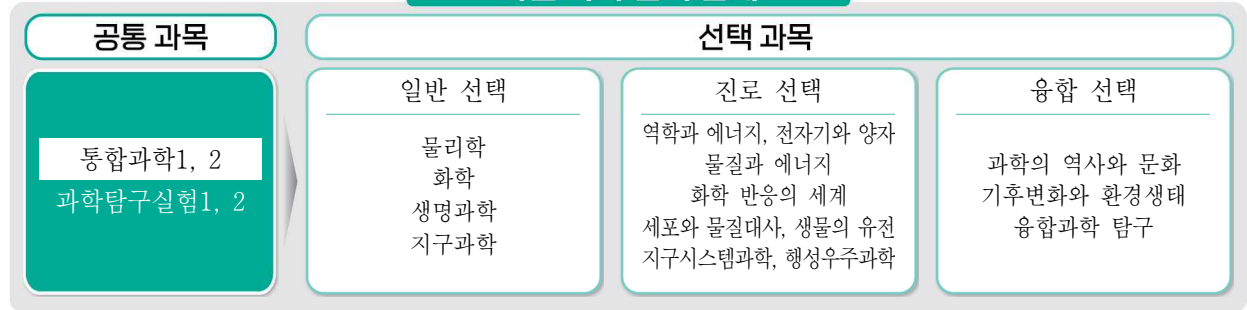 공통 과목
선택 과목
통합과학1, 2
과학탐구실험1, 2
일반 선택
물리학
화학
생명과학
지구과학
진로 선택
역학과 에너지, 전자기와 양자
물질과 에너지
화학 반응의 세계
세포와 물질대사, 생물의 유전
지구시스템과학, 행성우주과학
융합 선택
과학의 역사와 문화
기후변화와 환경생태
융합과학 탐구